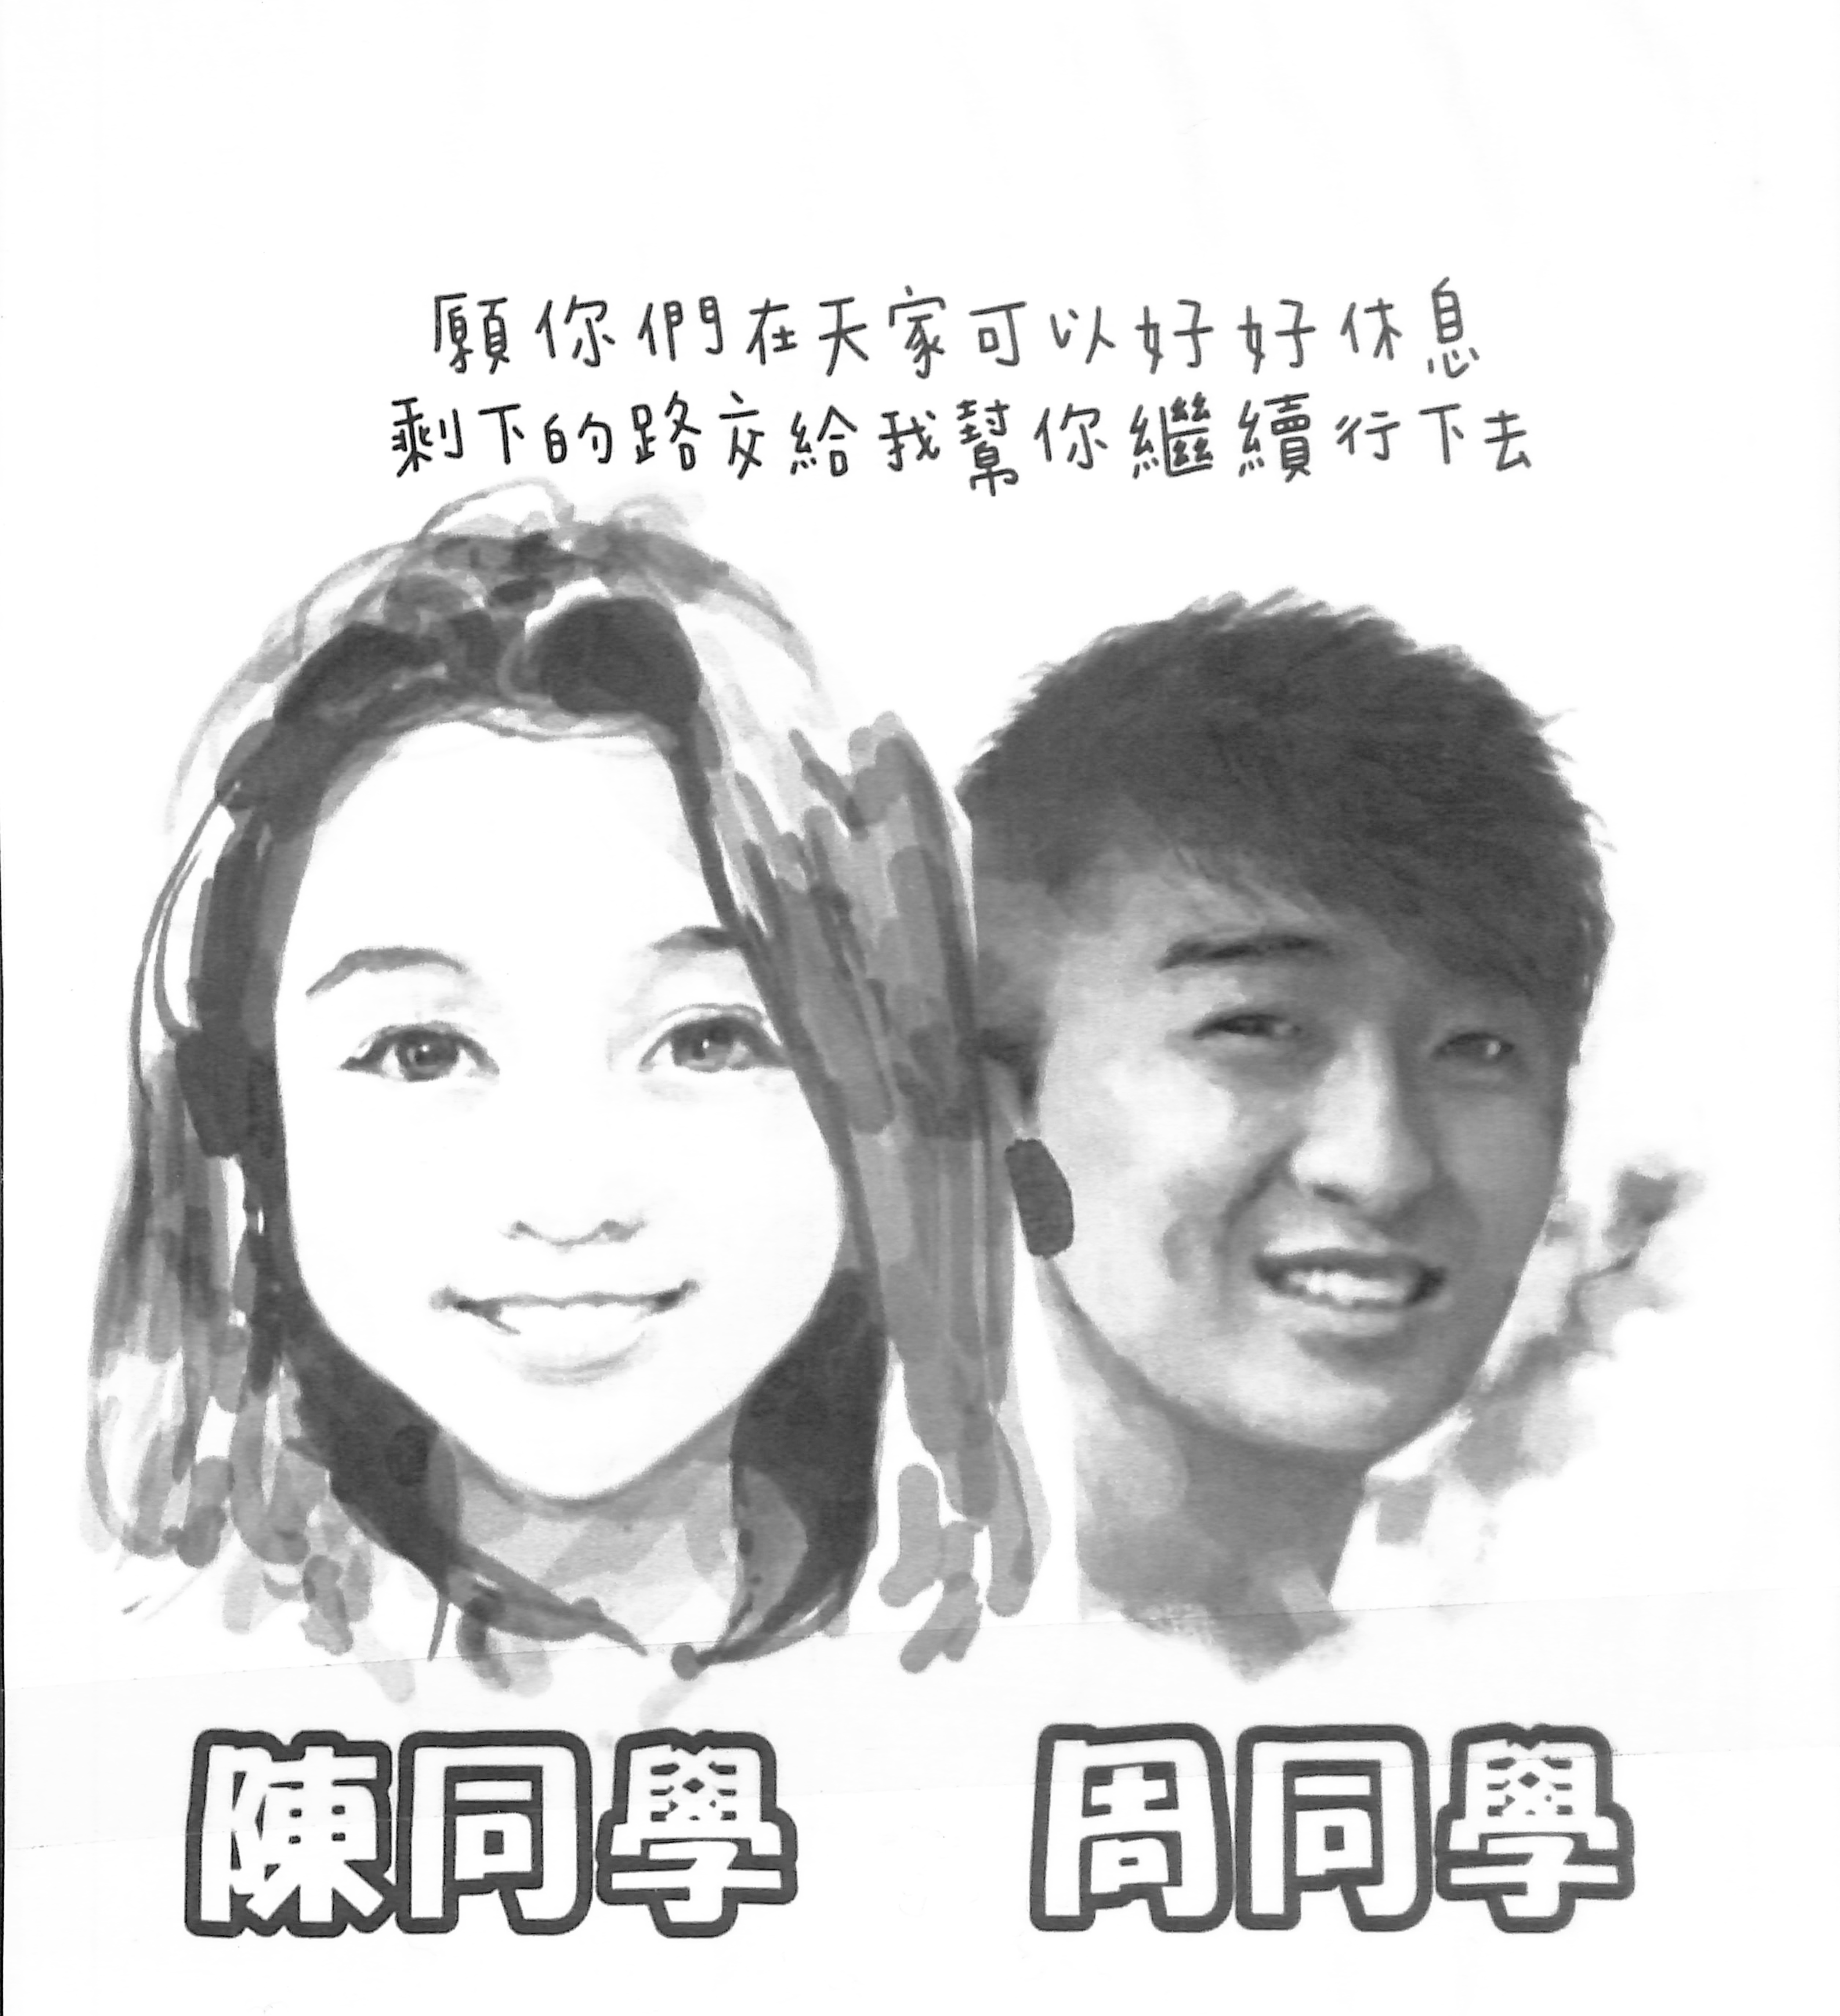 願你們在天家可以好好休息
剩下的路交給我幫你繼續行下去
陳同學 周同學